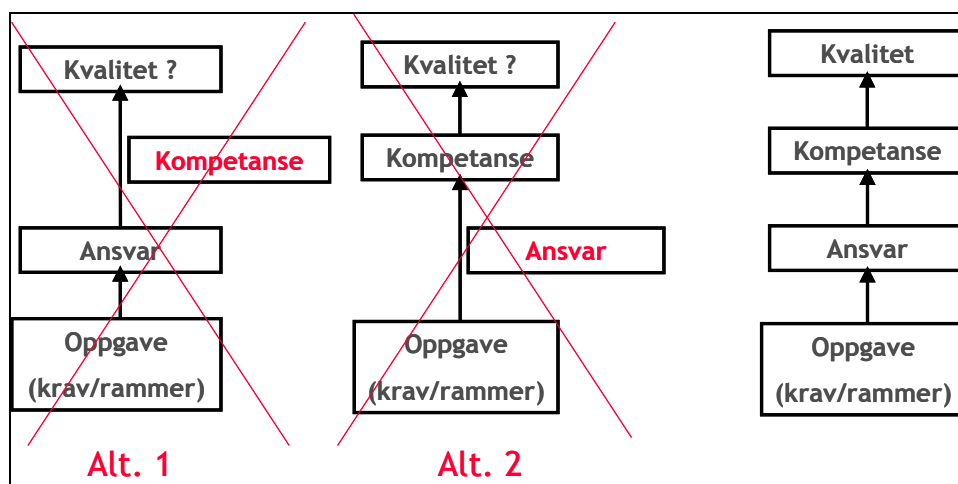 Kvalitet ?
Kompetanse
Ansvar
Oppgave
(krav/rammer)
Alt. 1
Kvalitet ?
Kompetanse
Ansvar
Oppgave
(krav/rammer)
Alt. 2
Kvalitet
Kompetanse
Ansvar
Oppgave
(krav/rammer)